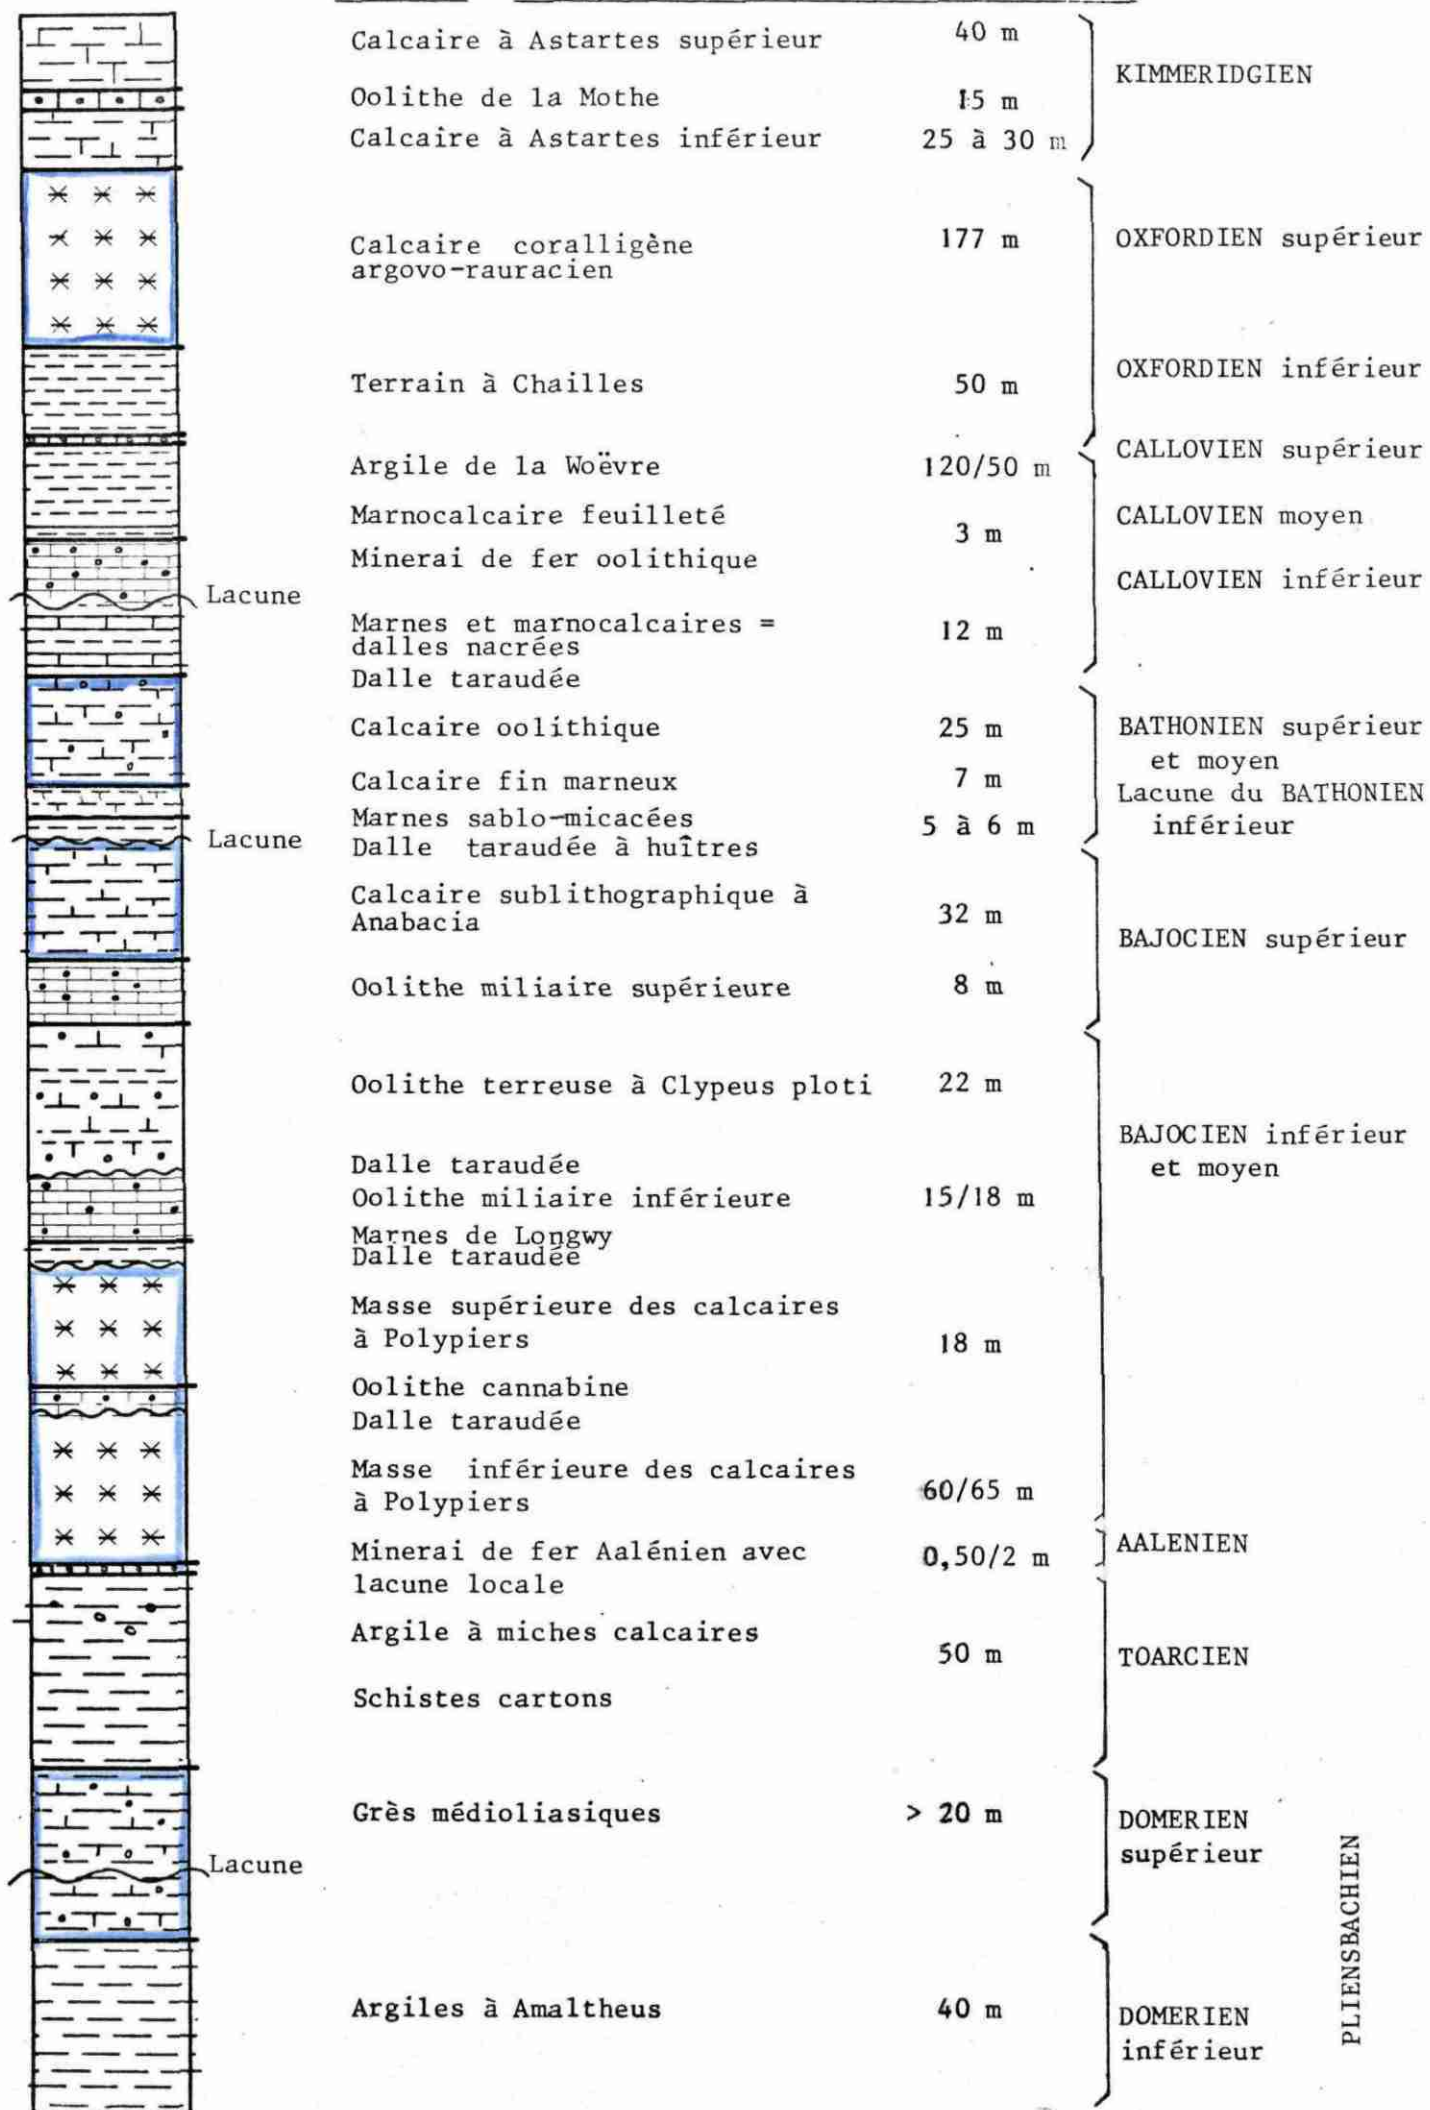 Calcaire à Astartes supérieur 40 m
KIMMERIDGIEN
Oolithe de la Mothe 15 m
Calcaire à Astartes inférieur 25 à 30 m
Calcaire coralligène 177 m OXFORDIEN supérieur
argovo-rauracien
OXFORDIEN inférieur
Terrain à Chailles 50 m
CALLOVIEN supérieur
Argile de la Woëvre 120/50 m
Marnocalcaire feuilleté CALLOVIEN moyen
3 m
Minerai de fer oolithique
CALLOVIEN inférieur
Lacune
Marnes et marnocalcaires = 12 m
dalles nacrées
Dalle taraudée
Calcaire oolithique 25 m BATHONIEN supérieur
et moyen
Calcaire fin marneux 7 m
Lacune du BATHONIEN
Marnes sablo-micacées 5 à 6 m inférieur
Lacune
Dalle taraudée à huîtres
Calcaire sublithographique à 32 m
Anabacia
BAJOCIEN supérieur
Oolithe miliaire supérieure 8 m
Oolithe terreuse à Clypeus ploti 22 m
BAJOCIEN inférieur
et moyen
Dalle taraudée
Oolithe miliaire inférieure 15/18 m
Marnes de Longwy
Dalle taraudée
Masse supérieure des calcaires
à Polypiers 18 m
Oolithe cannabine
Dalle taraudée
Masse inférieure des calcaires
à Polypiers 60/65 m
Minerai de fer Aalénien avec 0,50/2 m AALENIEN
lacune locale
Argile à miches calcaires
50 m TOARCIEN
Schistes cartons
Grès médioliasiques > 20 m DOMERIEN
supérieur
Lacune
PLIENSBACHIEN
Argiles à Amaltheus 40 m DOMERIEN
inférieur